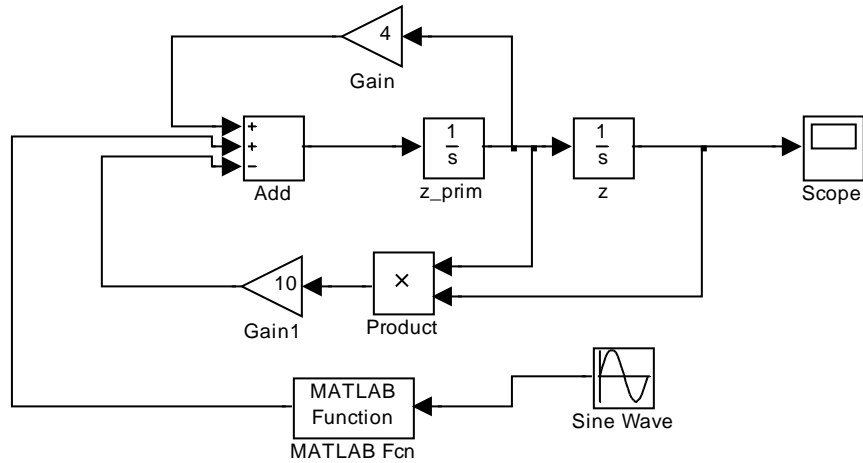 4
Gain
+
+
−
Add
1
s
z_prim
1
s
z
Scope
10
Gain1
×
Product
MATLAB
Function
MATLAB Fcn
Sine Wave